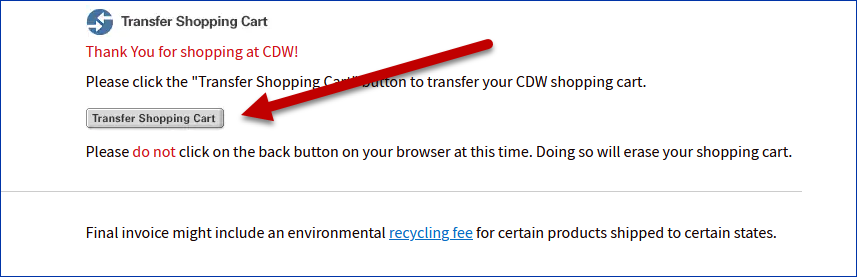 Transfer Shopping Cart
Thank You for shopping at CDW!
Please click the "Transfer Shopping Cart" button to transfer your CDW shopping cart.
Transfer Shopping Cart
Please do not click on the back button on your browser at this time. Doing so will erase your shopping cart.
Final invoice might include an environmental recycling fee for certain products shipped to certain states.